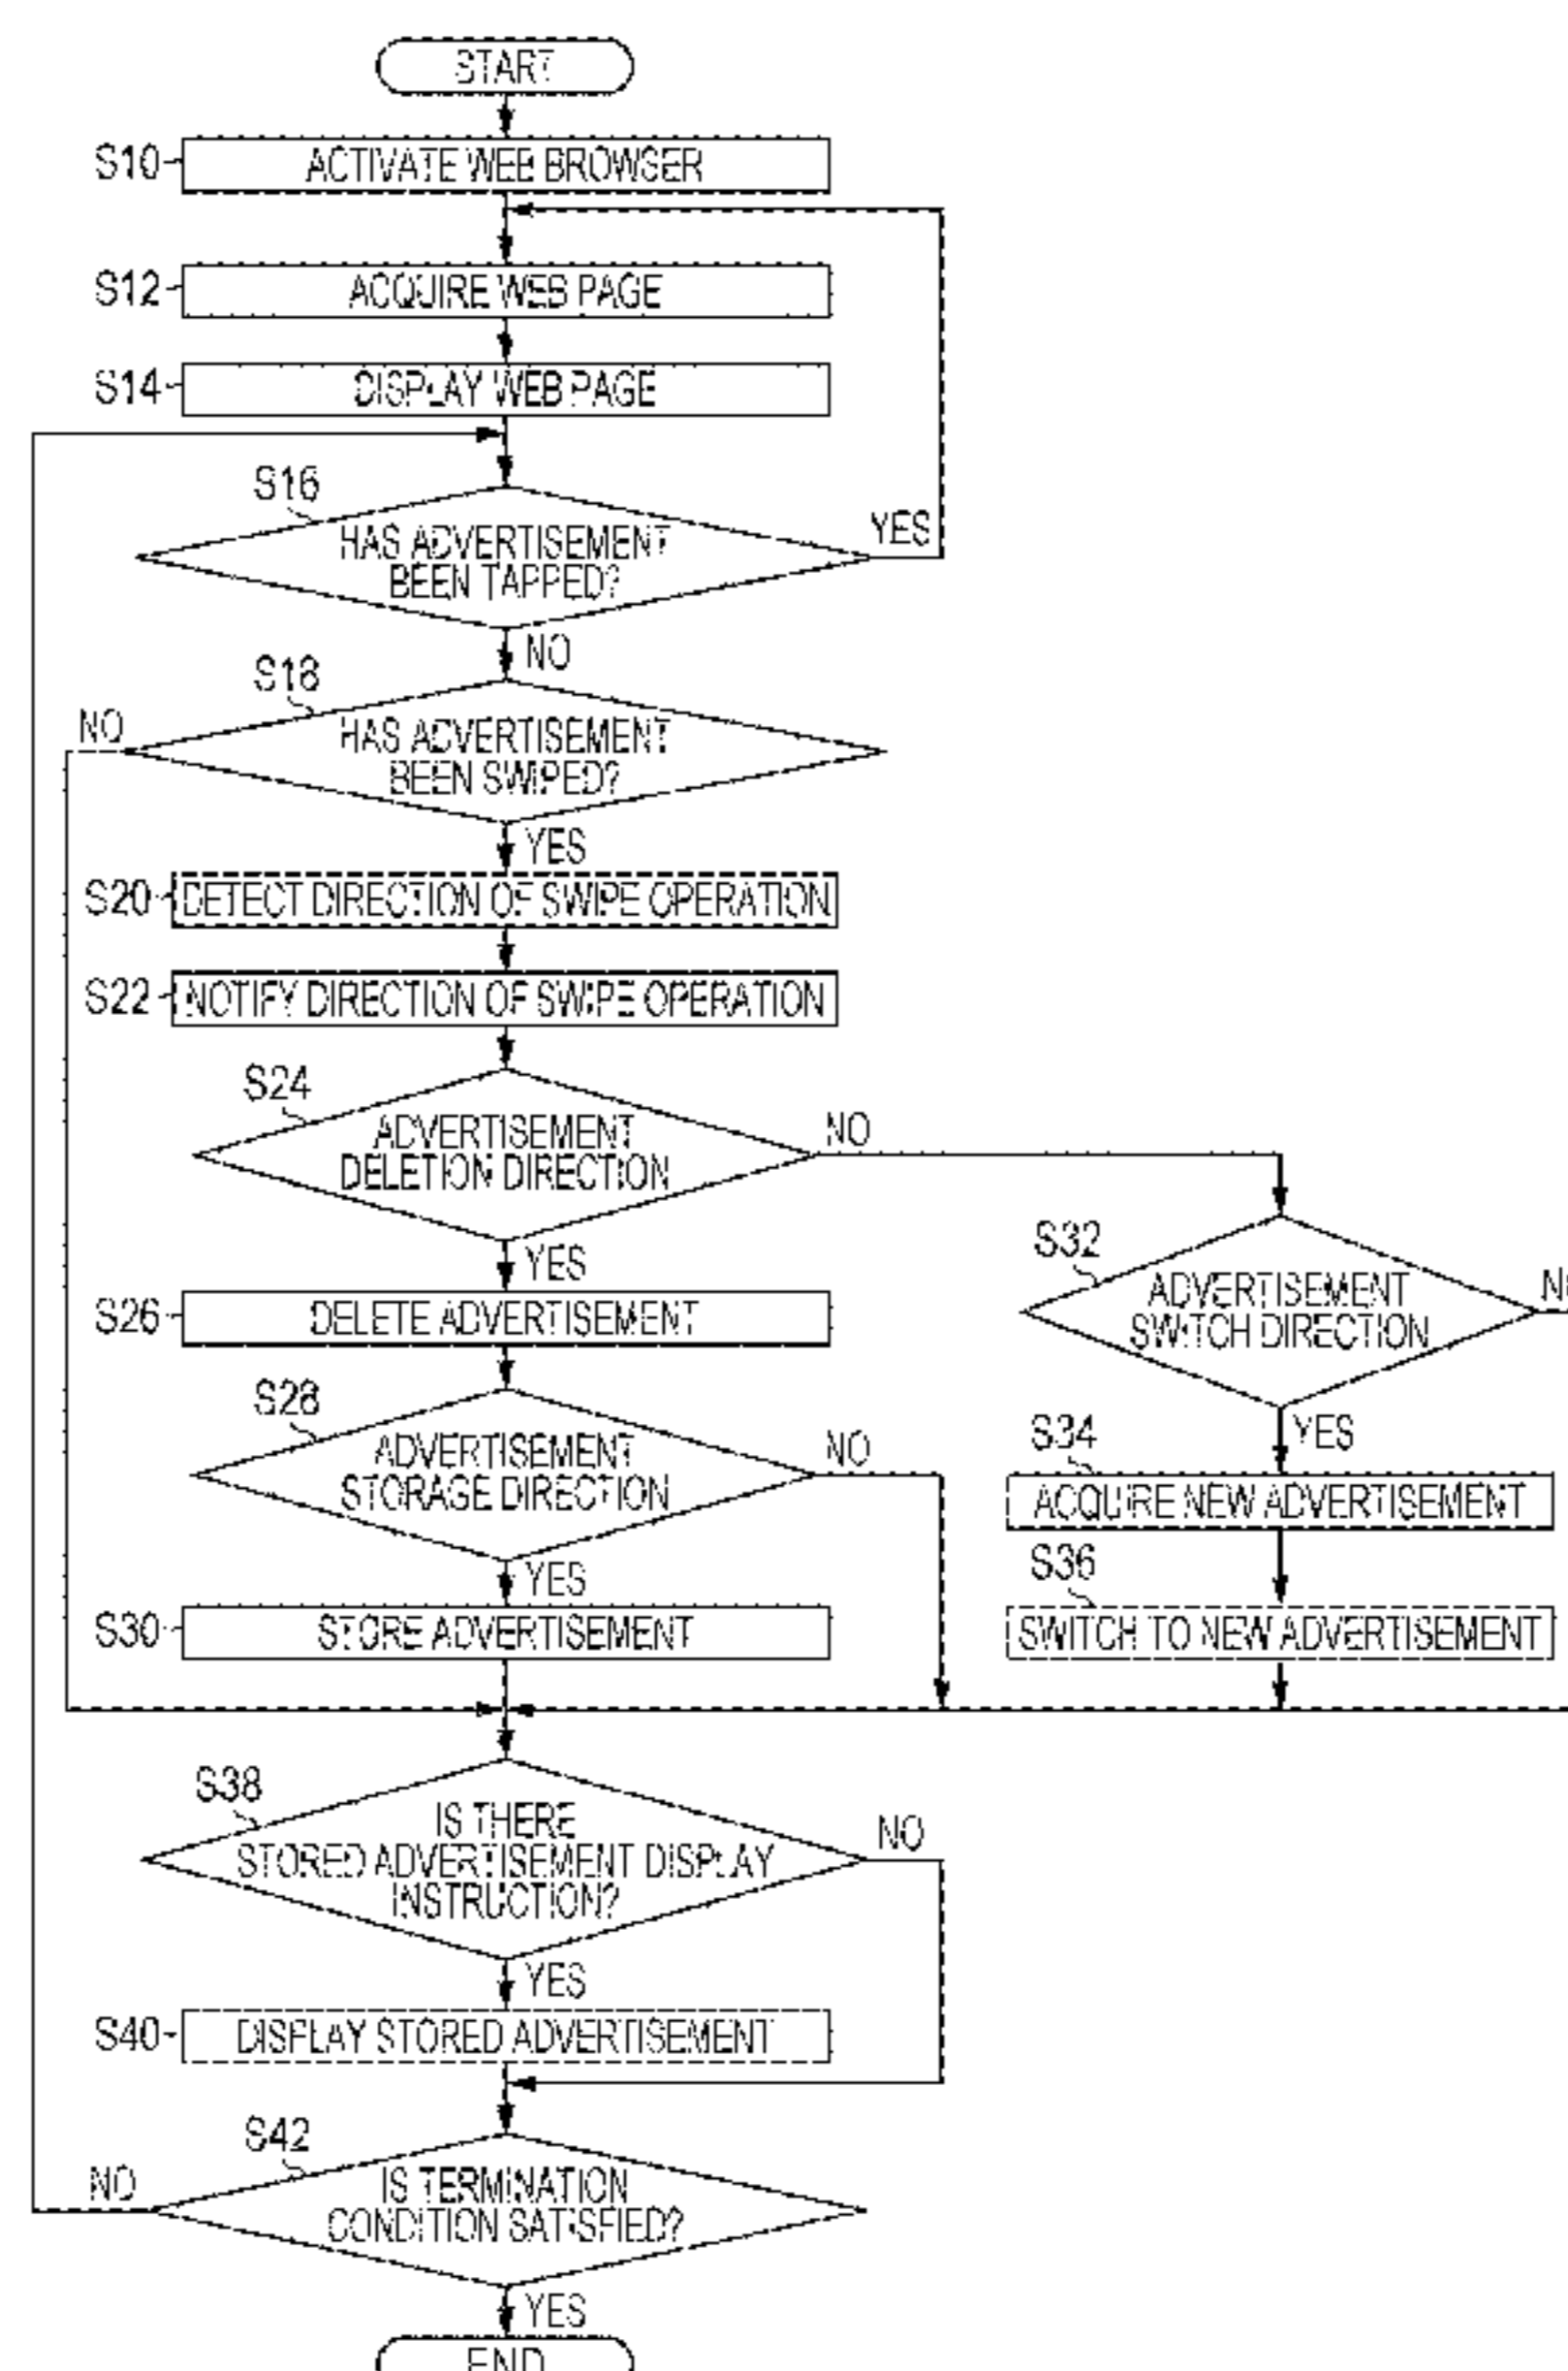 START
S10
ACTIVATE WEB BROWSER
S12
ACQUIRE WEB PAGE
S14
DISPLAY WEB PAGE
S16
HAS ADVERTISEMENT
BEEN TAPPED?
YES
NO
S18
HAS ADVERTISEMENT
BEEN SWIPED?
NO
YES
S20
DETECT DIRECTION OF SWIPE OPERATION
S22
NOTIFY DIRECTION OF SWIPE OPERATION
S24
ADVERTISEMENT
DELETION DIRECTION
NO
YES
S26
DELETE ADVERTISEMENT
S28
ADVERTISEMENT
STORAGE DIRECTION
NO
YES
S30
STORE ADVERTISEMENT
S32
ADVERTISEMENT
SWITCH DIRECTION
NO
YES
S34
ACQUIRE NEW ADVERTISEMENT
S36
SWITCH TO NEW ADVERTISEMENT
S38
IS THERE
STORED ADVERTISEMENT DISPLAY
INSTRUCTION?
NO
YES
S40
DISPLAY STORED ADVERTISEMENT
S42
IS TERMINATION
CONDITION SATISFIED?
NO
YES
END